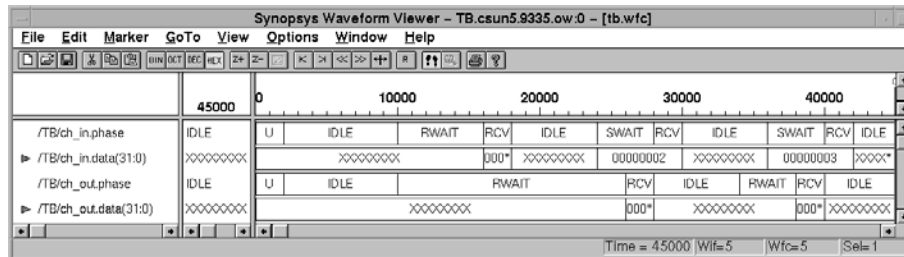 Synopsys Waveform Viewer – TB.csun5.9335.ow:0 – [tb.wfc]
File Edit Marker GoTo View Options Window Help
BIN OCT DEC HEX Z+ Z- R
45000 0 10000 20000 30000 40000
/TB/ch_in.phase IDLE U IDLE RWAIT RCV IDLE SWAIT RCV IDLE SWAIT RCV IDLE
/TB/ch_in.data(31:0) XXXXXXXX XXXXXXXX 000* XXXXXXXX 00000002 XXXXXXXX 00000003 XXXX*
/TB/ch_out.phase IDLE U IDLE RWAIT RCV IDLE RWAIT RCV IDLE
/TB/ch_out.data(31:0) XXXXXXXX XXXXXXXX 000* XXXXXXXX 000* XXXXXXXX
Time = 45000 Wif=5 Wfc=5 Sel=1